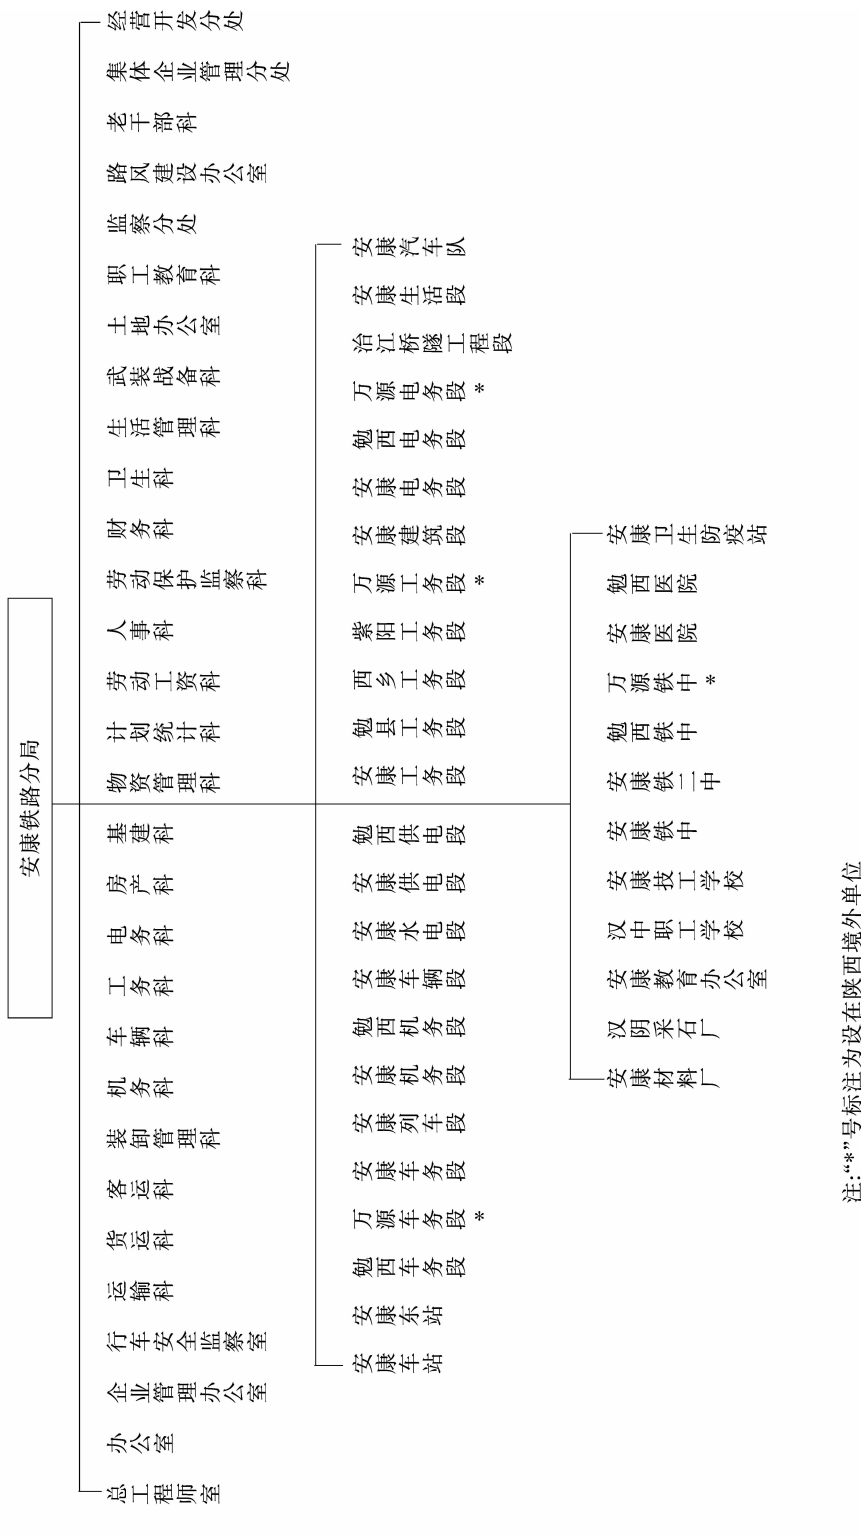 安康铁路分局
总工程师室
办公室
企业管理办公室
行车安全监察室
运输科
货运科
客运科
装卸管理科
机务科
车辆科
工务科
电务科
房产科
基建科
物资管理科
计划统计科
劳动工资科
人事科
劳动保护监察科
财务科
卫生科
生活管理科
武装战备科
土地办公室
职工教育科
监察分处
路风建设办公室
老干部科
集体企业管理分处
经营开发分处
安康车站
安康东站
勉西车务段
万源车务段*
安康车务段
安康列车段
安康机务段
勉西机务段
安康车辆段
安康水电段
安康供电段
勉西供电段
安康工务段
勉县工务段
西乡工务段
紫阳工务段
万源工务段*
安康建筑段
安康电务段
勉西电务段
万源电务段*
治江桥隧工程段
安康生活段
安康汽车队
安康材料厂
汉阴采石厂
安康教育办公室
汉中职工学校
安康技工学校
安康铁中
安康铁二中
勉西铁中
万源铁中*
安康医院
勉西医院
安康卫生防疫站
注:“*”号标注为设在陕西境外单位